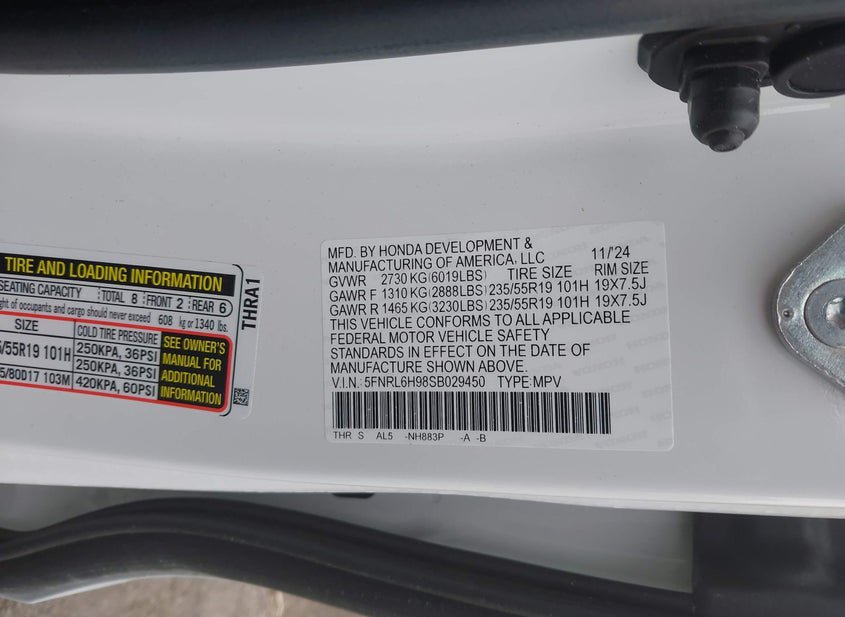 TIRE AND LOADING INFORMATION
SEATING CAPACITY TOTAL 8 FRONT 2 REAR 6
of occupants and cargo should never exceed 608 kg or 1340 lbs.
SIZE COLD TIRE PRESSURE
/55R19 101H 250KPA, 36PSI
250KPA, 36PSI
5/80D17 103M 420KPA, 60PSI
SEE OWNER'S
MANUAL FOR
ADDITIONAL
INFORMATION
THRA1
MFD. BY HONDA DEVELOPMENT &
MANUFACTURING OF AMERICA, LLC 11/'24
GVWR 2730 KG (6019LBS) TIRE SIZE RIM SIZE
GAWR F 1310 KG (2888LBS) 235/55R19 101H 19X7.5J
GAWR R 1465 KG (3230LBS) 235/55R19 101H 19X7.5J
THIS VEHICLE CONFORMS TO ALL APPLICABLE
FEDERAL MOTOR VEHICLE SAFETY
STANDARDS IN EFFECT ON THE DATE OF
MANUFACTURE SHOWN ABOVE.
V.I.N.: 5FNRL6H98SB029450 TYPE: MPV
THR S AL5 -NH883P -A -B